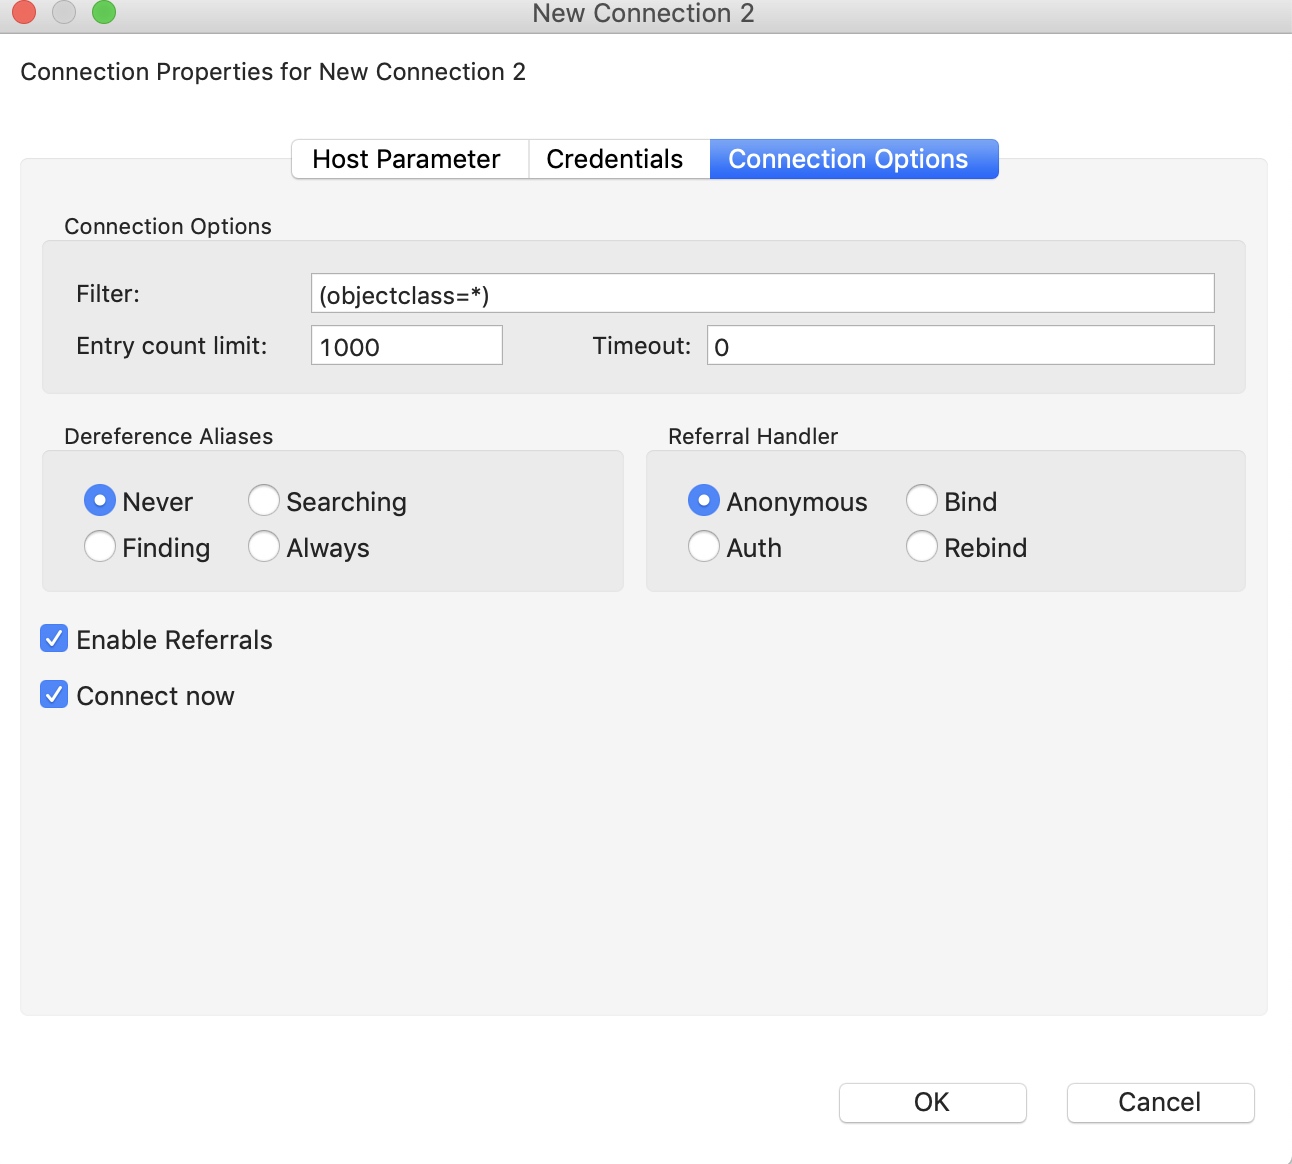 New Connection 2
Connection Properties for New Connection 2
Host Parameter Credentials Connection Options
Connection Options
Filter: (objectclass=*)
Entry count limit: 1000 Timeout: 0
Dereference Aliases
Never Searching
Finding Always
Referral Handler
Anonymous Bind
Auth Rebind
Enable Referrals
Connect now
OK Cancel